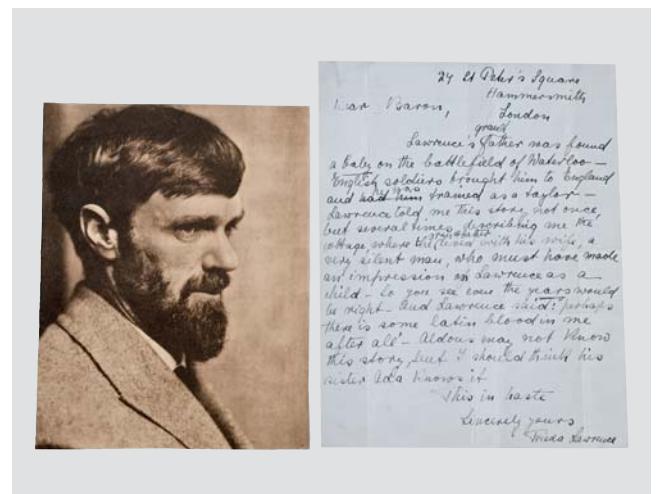 24 St Peter's Square
Hammersmith
London
Dear Baron,
grand
Lawrence's father was found
a baby on the battlefield of Waterloo —
English soldiers brought him to England
he was
and had him trained as a taylor —
Lawrence told me this story not once,
but several times describing me the
grandfather
cottage, where the lived with his wife, a
very silent man, who must have made
an impression on Lawrence as a
child — So you see even the years would
be right — And Lawrence said: 'perhaps
there is some latin blood in me
after all' — Aldous may not know
this story, but I should think his
sister Ada knows it
This in haste
Sincerely yours
Frieda Lawrence